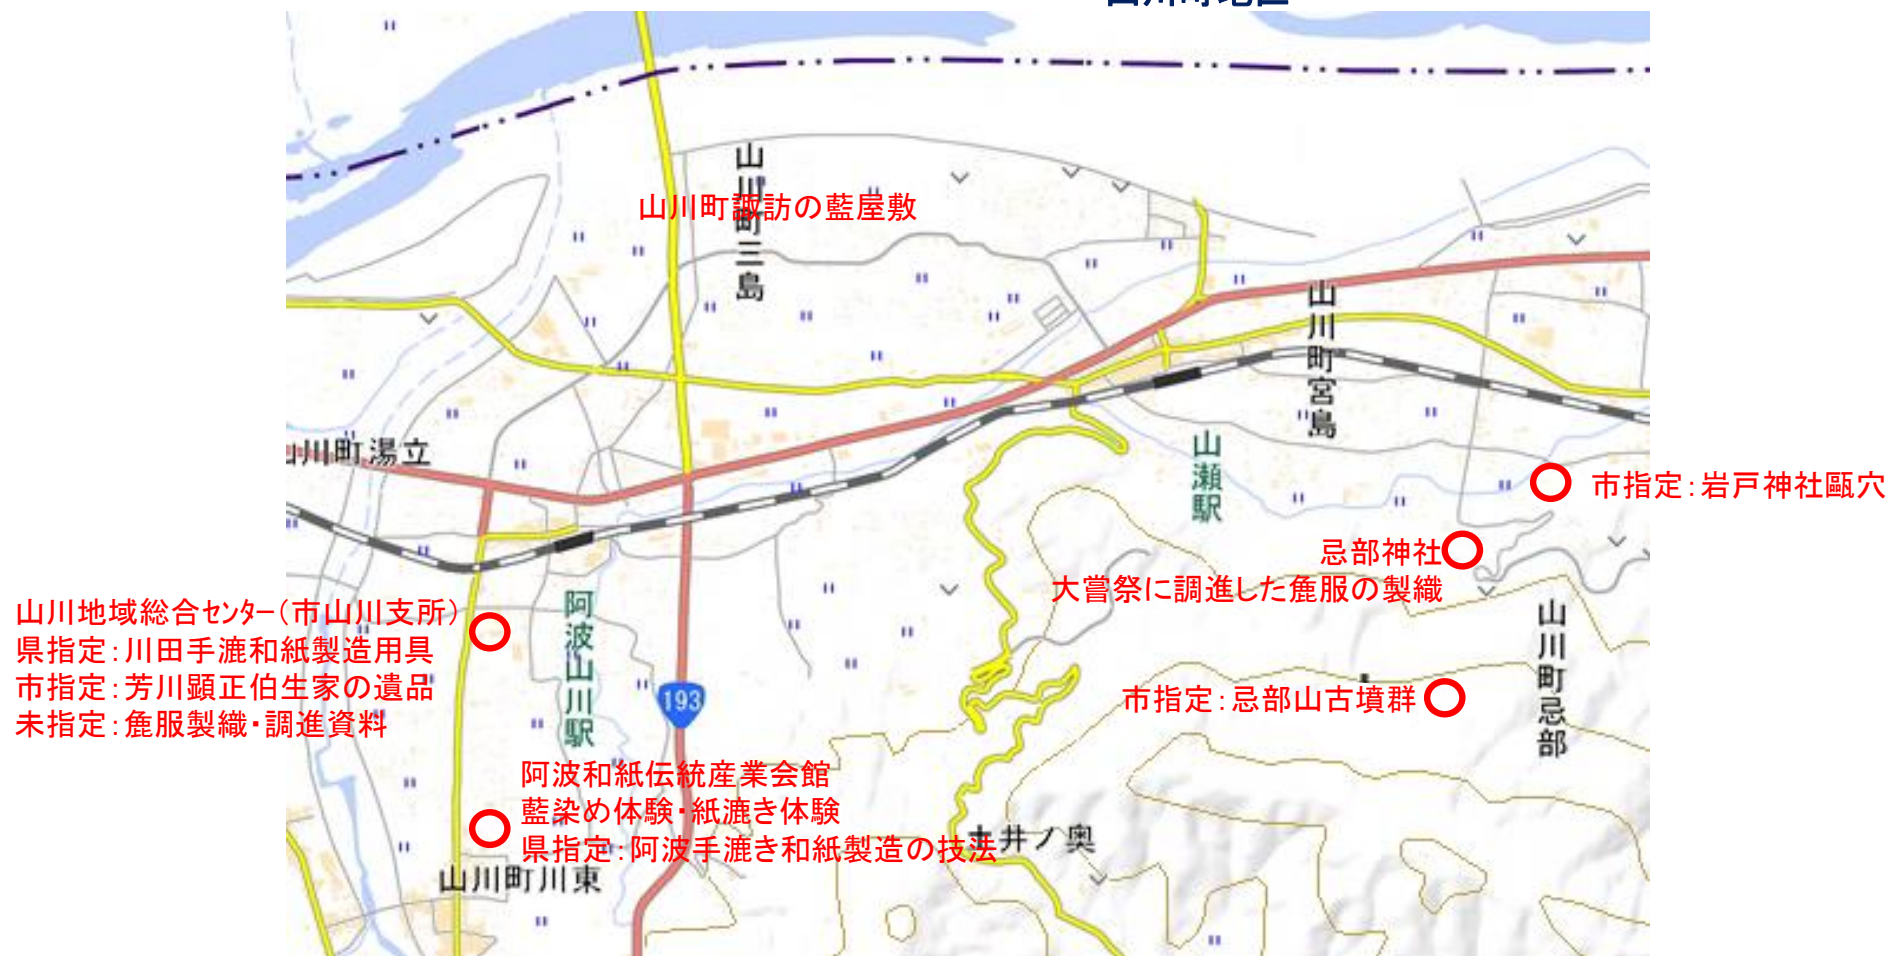 山川町三島
山川町諏訪の藍屋敷
山川町宮島
川町湯立
山瀬駅
市指定：岩戸神社甌穴
忌部神社
大嘗祭に調進した麁服の製織
山川地域総合センター（市山川支所）
県指定：川田手漉和紙製造用具
市指定：芳川顕正伯生家の遺品
未指定：麁服製織・調進資料
阿波山川駅
193
山川町忌部
市指定：忌部山古墳群
阿波和紙伝統産業会館
藍染め体験・紙漉き体験
県指定：阿波手漉き和紙製造の技法
井ノ奥
山川町川東